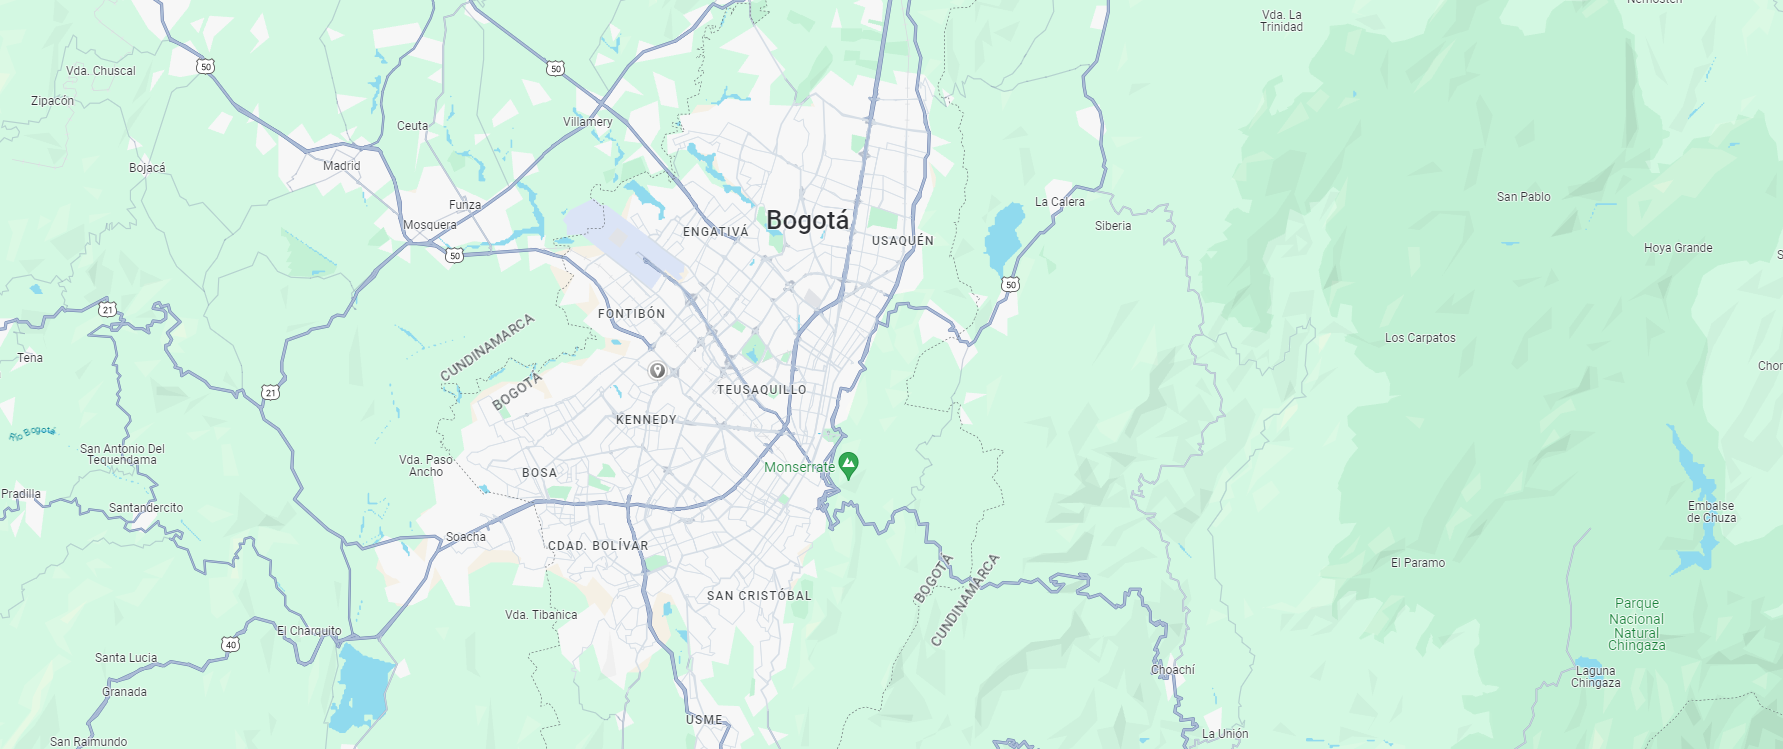 Nemosten
Vda. La
Trinidad
50
50
Vda. Chuscal
Zipacón
Ceuta
Villamery
Madrid
Bojacá
San Pablo
La Calera
Funza
Mosquera
Bogotá
Siberia
ENGATIVÁ
USAQUÉN
Hoya Grande
50
50
21
FONTIBÓN
CUNDINAMARCA
Los Carpatos
Tena
BOGOTÁ
TEUSAQUILLO
21
KENNEDY
Río Bogotá
San Antonio Del
Tequendama
Vda. Paso
Ancho
Monserrate
BOSA
Pradilla
Santandercito
Embalse
de Chuza
Soacha
CDAD. BOLÍVAR
El Paramo
BOGOTÁ
CUNDINAMARCA
SAN CRISTÓBAL
Vda. Tibanica
Parque
Nacional
Natural
Chingaza
El Charquito
40
Santa Lucia
Choachí
Laguna
Chingaza
Granada
USME
La Unión
San Raimundo